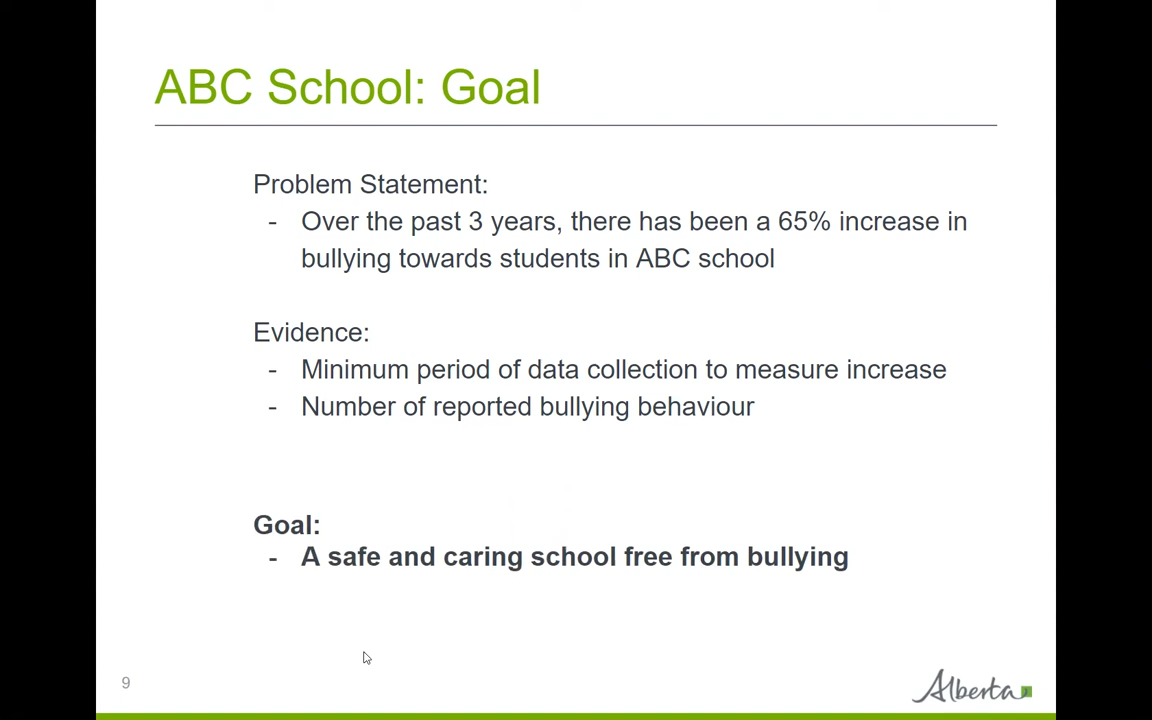 ABC School: Goal
Problem Statement:
- Over the past 3 years, there has been a 65% increase in
bullying towards students in ABC school
Evidence:
- Minimum period of data collection to measure increase
- Number of reported bullying behaviour
Goal:
- A safe and caring school free from bullying
9
Alberta